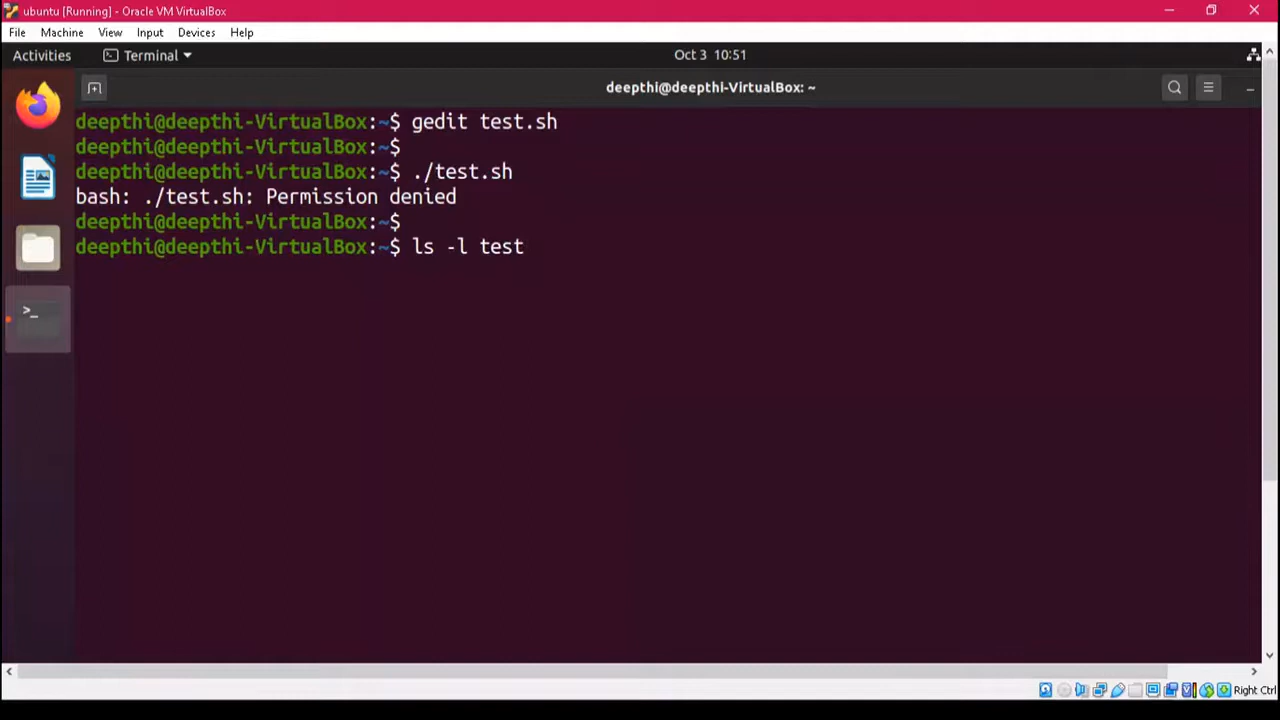 ubuntu [Running] - Oracle VM VirtualBox
File Machine View Input Devices Help
Activities Terminal Oct 3 10:51
deepthi@deepthi-VirtualBox: ~
deepthi@deepthi-VirtualBox:~$ gedit test.sh
deepthi@deepthi-VirtualBox:~$
deepthi@deepthi-VirtualBox:~$ ./test.sh
bash: ./test.sh: Permission denied
deepthi@deepthi-VirtualBox:~$
deepthi@deepthi-VirtualBox:~$ ls -l test
>_
Right Ctrl